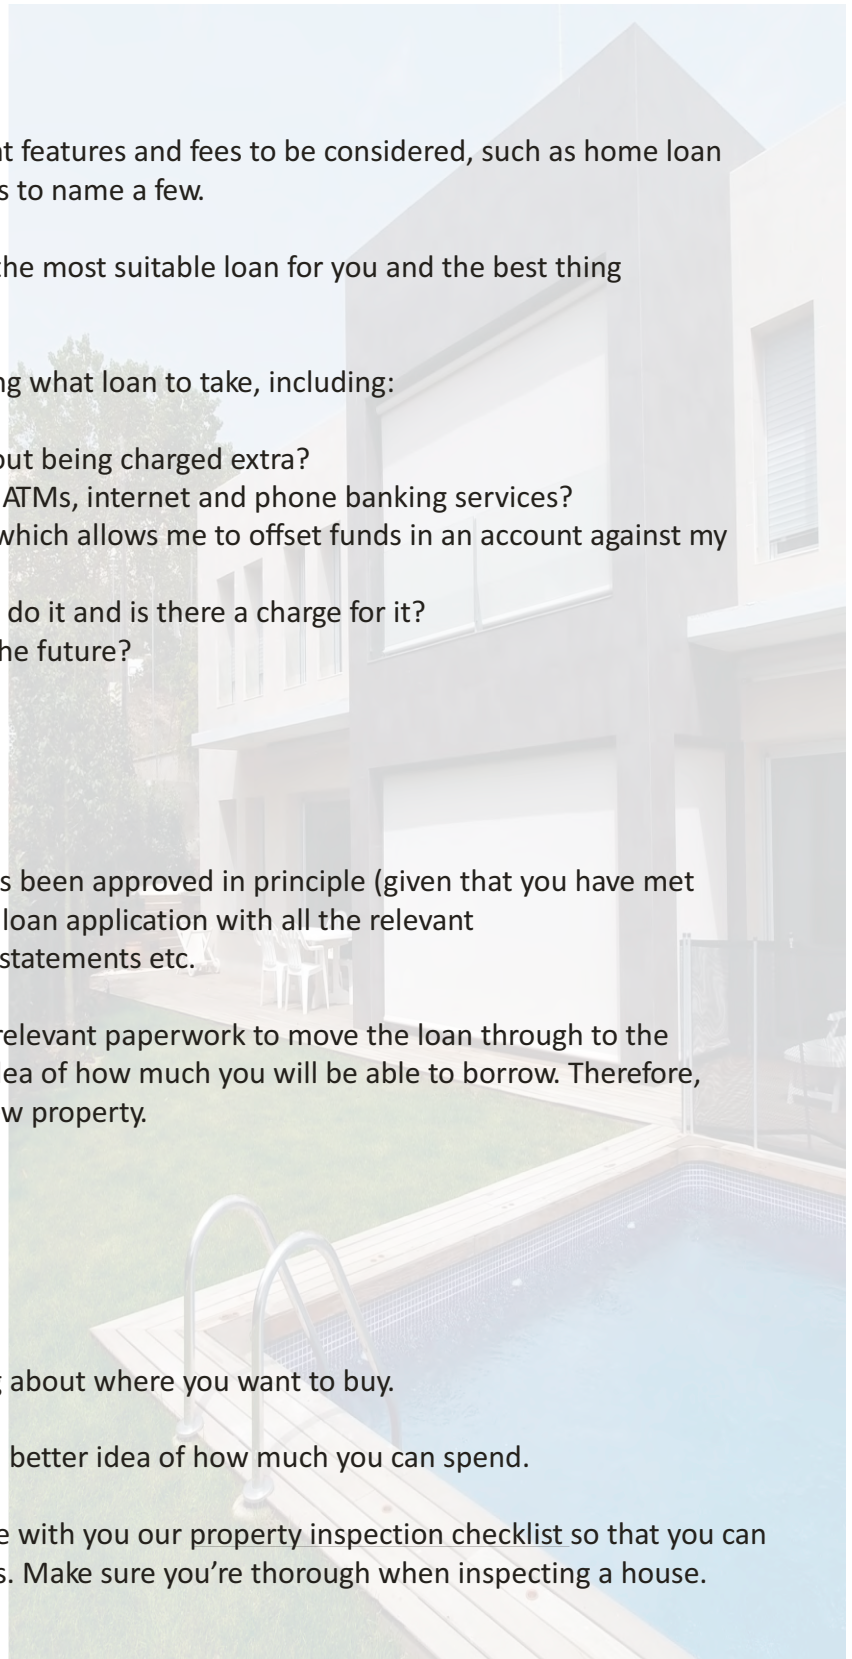 t features and fees to be considered, such as home loan
s to name a few.
the most suitable loan for you and the best thing
ng what loan to take, including:
out being charged extra?
ATMs, internet and phone banking services?
which allows me to offset funds in an account against my
do it and is there a charge for it?
he future?
s been approved in principle (given that you have met
loan application with all the relevant
statements etc.
relevant paperwork to move the loan through to the
dea of how much you will be able to borrow. Therefore,
w property.
g about where you want to buy.
better idea of how much you can spend.
e with you our property inspection checklist so that you can
s. Make sure you’re thorough when inspecting a house.